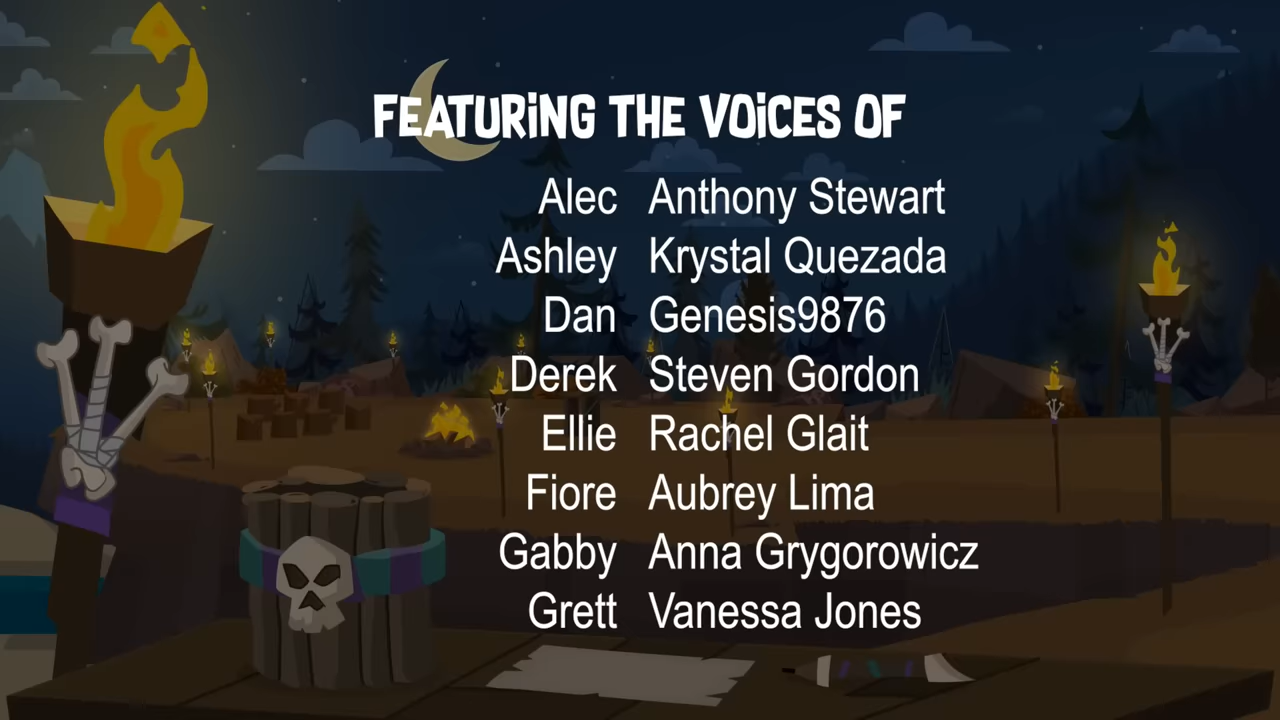 FEATURING THE VOICES OF
Alec Anthony Stewart
Ashley Krystal Quezada
Dan Genesis9876
Derek Steven Gordon
Ellie Rachel Glait
Fiore Aubrey Lima
Gabby Anna Grygorowicz
Grett Vanessa Jones